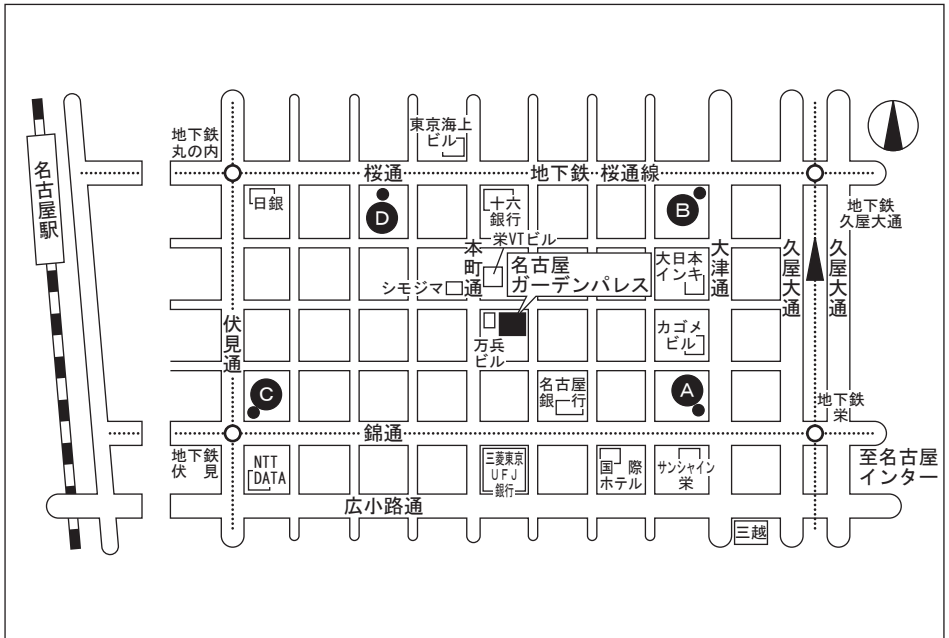 東京海上
ビル
地下鉄
丸の内
名古屋駅
桜通
地下鉄 桜通線
日銀
D
十六
銀行
B
地下鉄
久屋大通
栄VTビル
本町通
名古屋
ガーデンパレス
大日本
インキ
大津通
久屋大通
久屋大通
シモジマ
伏見通
万兵
ビル
カゴメ
ビル
C
名古屋
銀行
A
地下鉄
栄
錦通
地下鉄
伏見
NTT
DATA
三菱東京
UFJ
銀行
国際
ホテル
サンシャイン
栄
至名古屋
インター
広小路通
三越